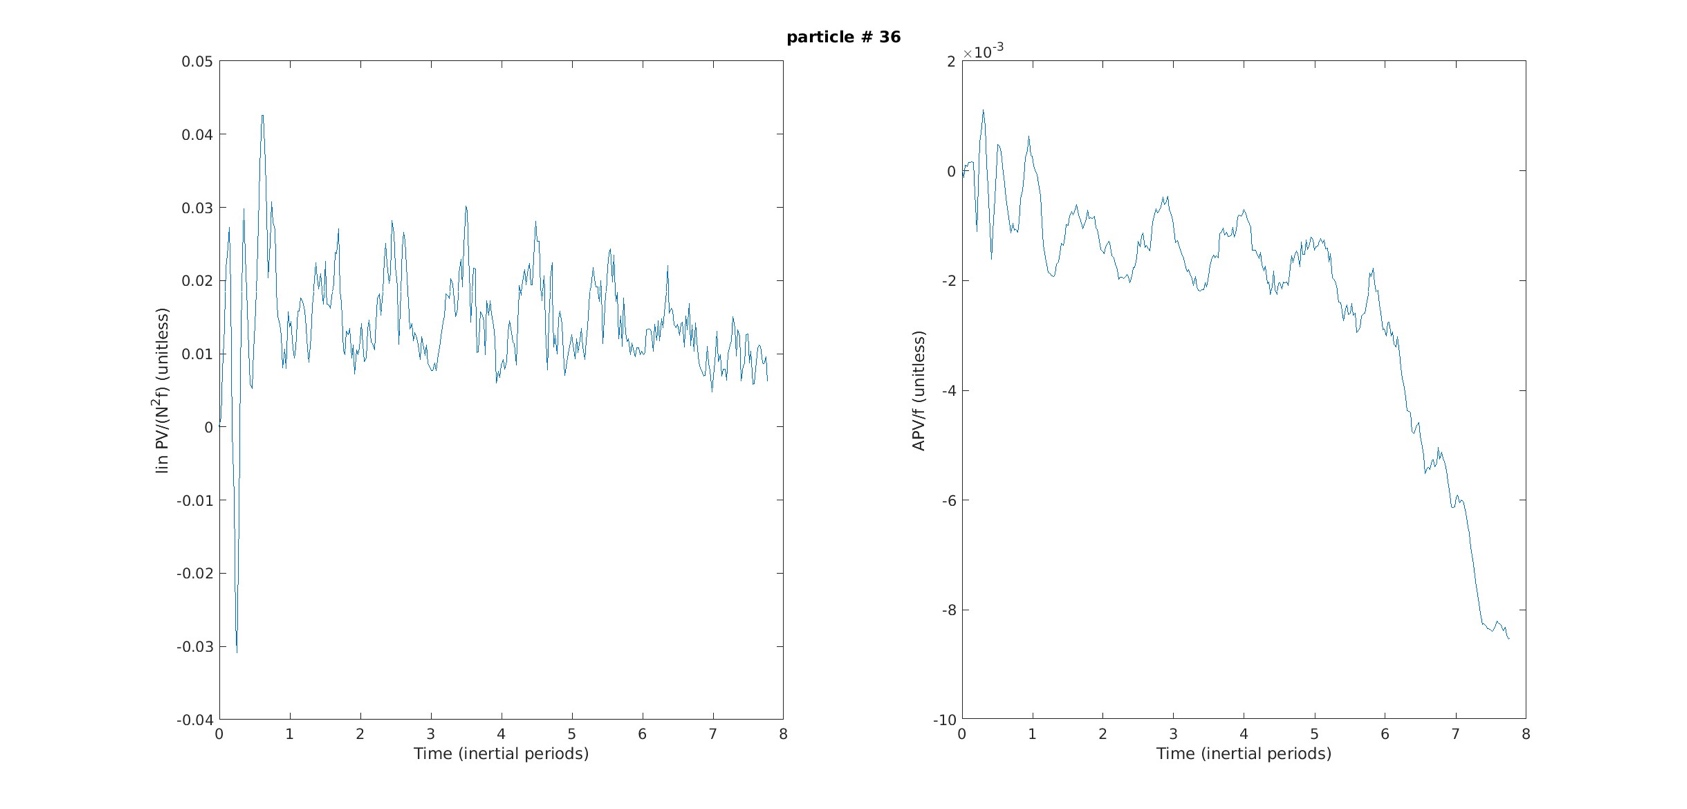 particle # 36
lin PV/(N²f) (unitless)
0.05
0.04
0.03
0.02
0.01
0
-0.01
-0.02
-0.03
-0.04
0 1 2 3 4 5 6 7 8
Time (inertial periods)
×10⁻³
APV/f (unitless)
2
0
-2
-4
-6
-8
-10
0 1 2 3 4 5 6 7 8
Time (inertial periods)